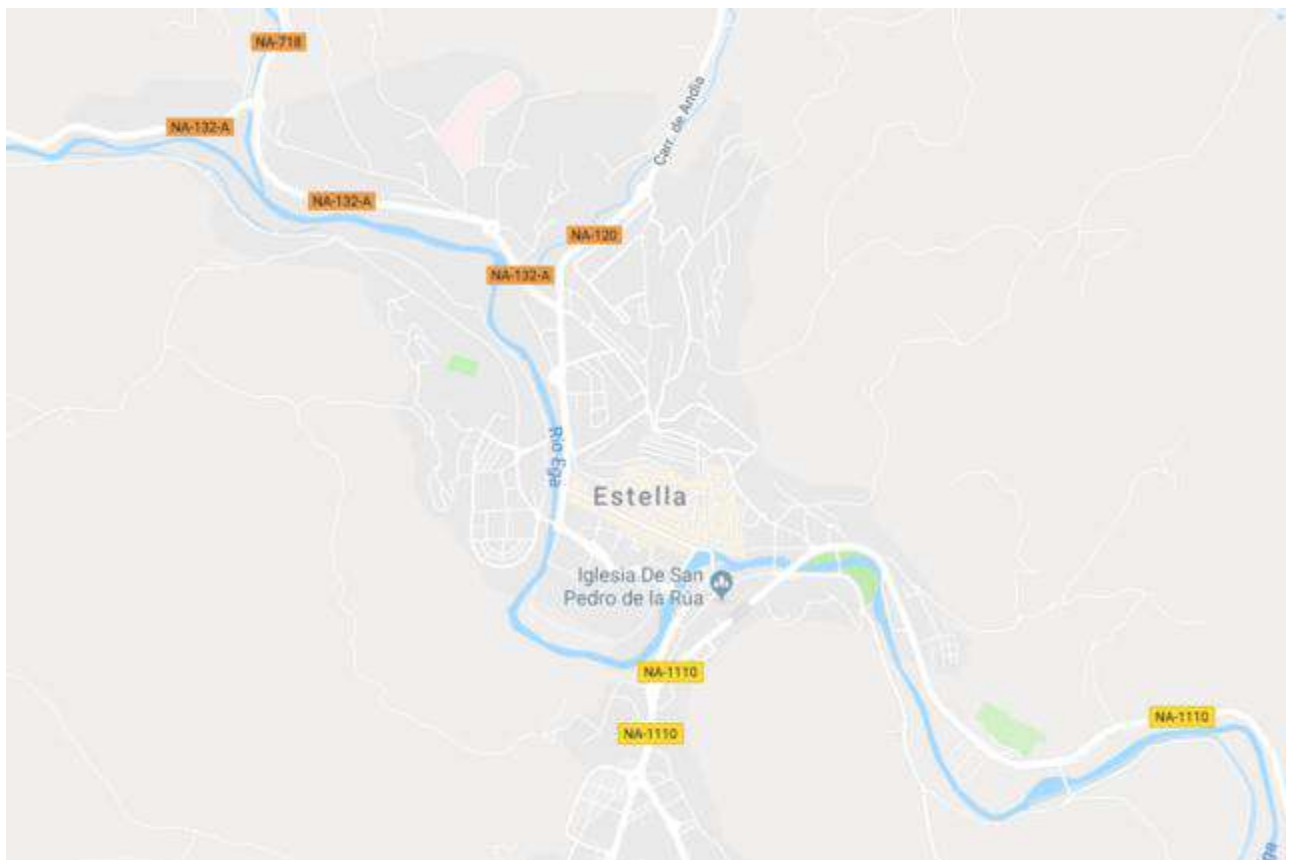 NA-718
NA-132-A
Carr. de Andia
NA-132-A
NA-120
NA-132-A
Río Ega
Estella
Iglesia De San
Pedro de la Rúa
NA-1110
NA-1110
NA-1110